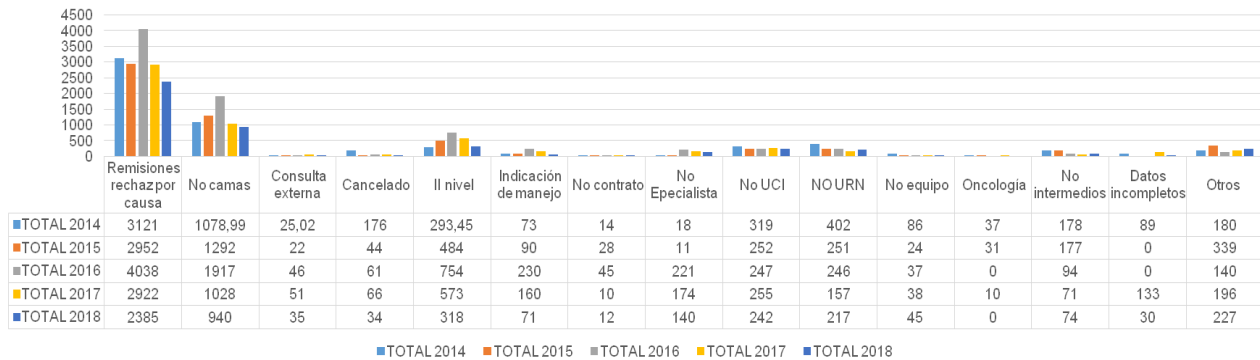 4500
4000
3500
3000
2500
2000
1500
1000
500
0
Remisiones rechaz por causa
No camas
Consulta externa
Cancelado
II nivel
Indicación de manejo
No contrato
No Epecialista
No UCI
NO URN
No equipo
Oncología
No intermedios
Datos incompletos
Otros
TOTAL 2014 3121 1078,99 25,02 176 293,45 73 14 18 319 402 86 37 178 89 180
TOTAL 2015 2952 1292 22 44 484 90 28 11 252 251 24 31 177 0 339
TOTAL 2016 4038 1917 46 61 754 230 45 221 247 246 37 0 94 0 140
TOTAL 2017 2922 1028 51 66 573 160 10 174 255 157 38 10 71 133 196
TOTAL 2018 2385 940 35 34 318 71 12 140 242 217 45 0 74 30 227
TOTAL 2014 TOTAL 2015 TOTAL 2016 TOTAL 2017 TOTAL 2018